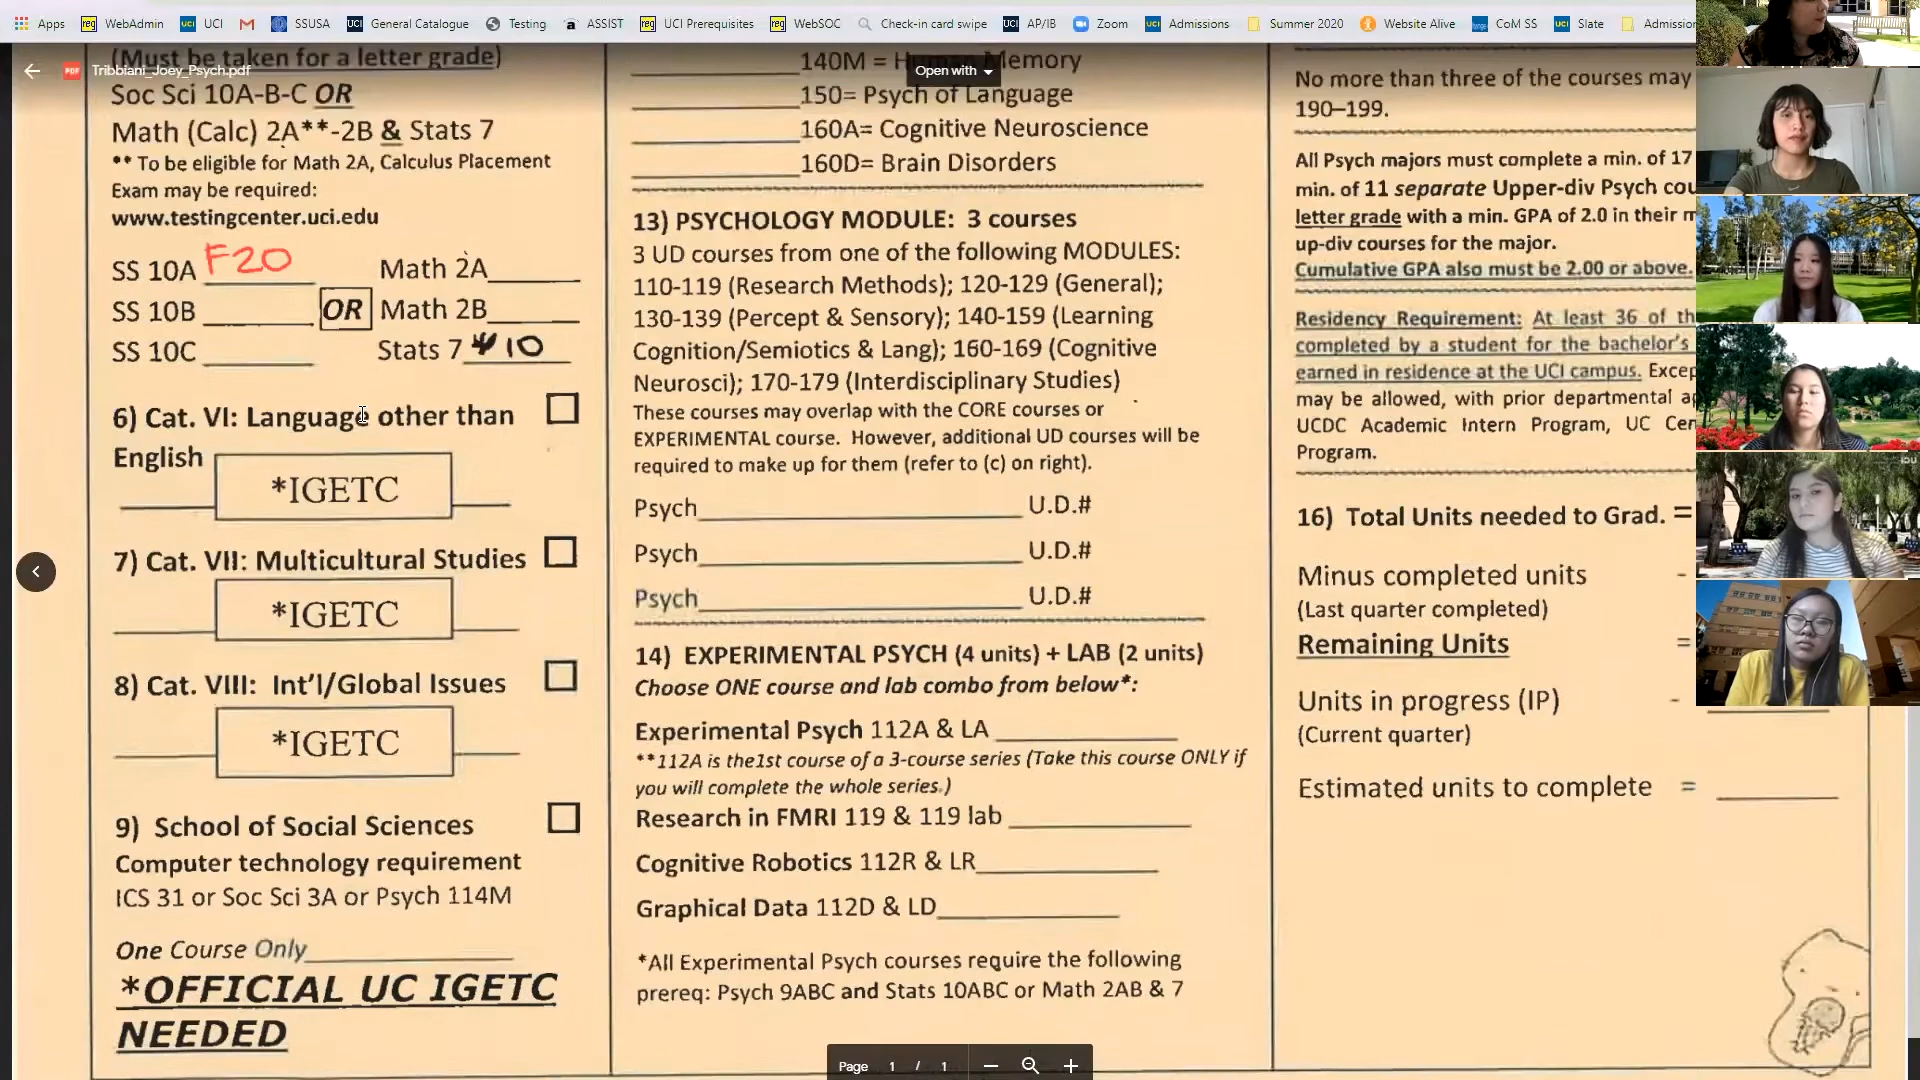 Apps WebAdmin UCI SSUSA General Catalogue Testing ASSIST UCI Prerequisites WebSOC Check-in card swipe AP/IB Zoom Admissions Summer 2020 Website Alive CoM SS Slate Admission
Tribbiani_Joey_Psych.pdf
Open with
(Must be taken for a letter grade)
Soc Sci 10A-B-C OR
Math (Calc) 2A**-2B & Stats 7
** To be eligible for Math 2A, Calculus Placement
Exam may be required:
www.testingcenter.uci.edu
SS 10A F20 Math 2A
SS 10B OR Math 2B
SS 10C Stats 7 10
6) Cat. VI: Language other than
English
*IGETC
7) Cat. VII: Multicultural Studies
*IGETC
8) Cat. VIII: Int'l/Global Issues
*IGETC
9) School of Social Sciences
Computer technology requirement
ICS 31 or Soc Sci 3A or Psych 114M
One Course Only
*OFFICIAL UC IGETC
NEEDED
140M = Human Memory
150= Psych of Language
160A= Cognitive Neuroscience
160D= Brain Disorders
13) PSYCHOLOGY MODULE: 3 courses
3 UD courses from one of the following MODULES:
110-119 (Research Methods); 120-129 (General);
130-139 (Percept & Sensory); 140-159 (Learning
Cognition/Semiotics & Lang); 160-169 (Cognitive
Neurosci); 170-179 (Interdisciplinary Studies)
These courses may overlap with the CORE courses or
EXPERIMENTAL course. However, additional UD courses will be
required to make up for them (refer to (c) on right).
Psych U.D.#
Psych U.D.#
Psych U.D.#
14) EXPERIMENTAL PSYCH (4 units) + LAB (2 units)
Choose ONE course and lab combo from below*:
Experimental Psych 112A & LA
**112A is the1st course of a 3-course series (Take this course ONLY if
you will complete the whole series.)
Research in FMRI 119 & 119 lab
Cognitive Robotics 112R & LR
Graphical Data 112D & LD
*All Experimental Psych courses require the following
prereq: Psych 9ABC and Stats 10ABC or Math 2AB & 7
No more than three of the courses may
190–199.
All Psych majors must complete a min. of 17
min. of 11 separate Upper-div Psych cou
letter grade with a min. GPA of 2.0 in their m
up-div courses for the major.
Cumulative GPA also must be 2.00 or above.
Residency Requirement: At least 36 of th
completed by a student for the bachelor's
earned in residence at the UCI campus. Excep
may be allowed, with prior departmental ap
UCDC Academic Intern Program, UC Cen
Program.
16) Total Units needed to Grad. =
Minus completed units -
(Last quarter completed)
Remaining Units =
Units in progress (IP) -
(Current quarter)
Estimated units to complete =
Page 1 / 1